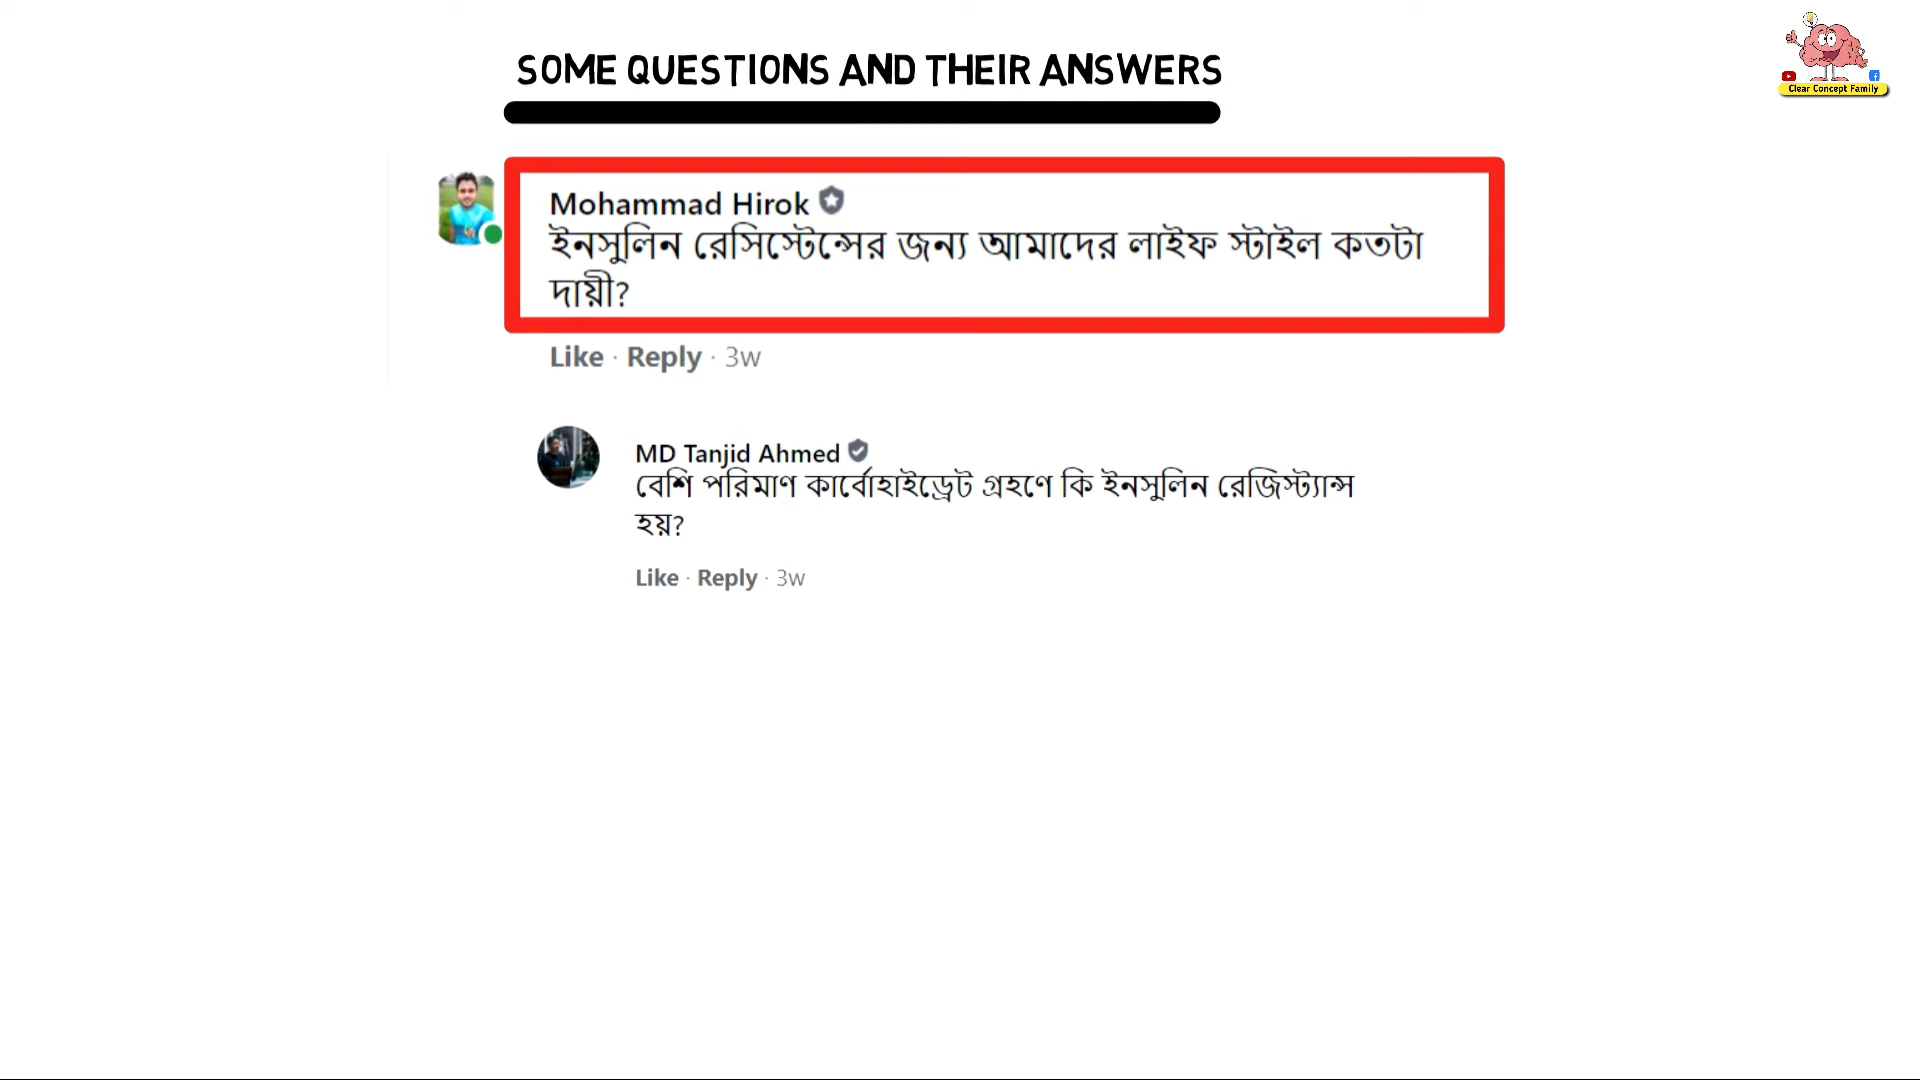 SOME QUESTIONS AND THEIR ANSWERS
Clear Concept Family
Mohammad Hirok
ইনসুলিন রেসিস্টেন্সের জন্য আমাদের লাইফ স্টাইল কতটা
দায়ী?
Like · Reply · 3w
MD Tanjid Ahmed
বেশি পরিমাণ কার্বোহাইড্রেট গ্রহণে কি ইনসুলিন রেজিস্ট্যান্স
হয়?
Like · Reply · 3w